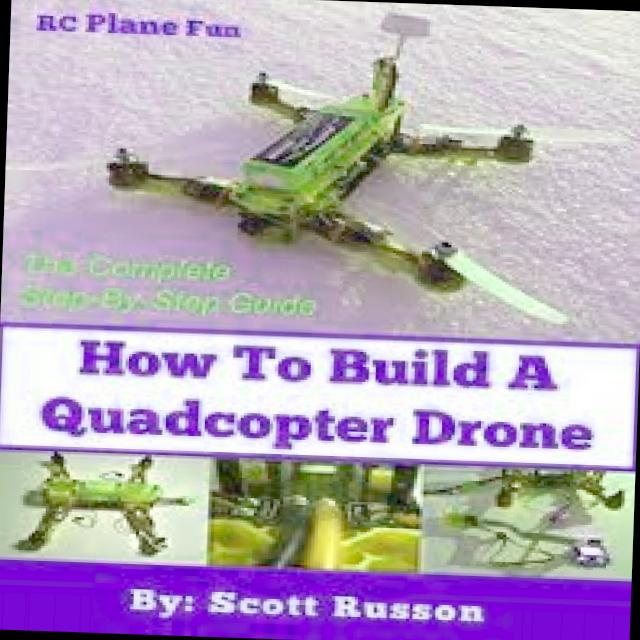 RC Plane Fun
The Complete
Step-By-Step Guide
How To Build A
Quadcopter Drone
By: Scott Russon